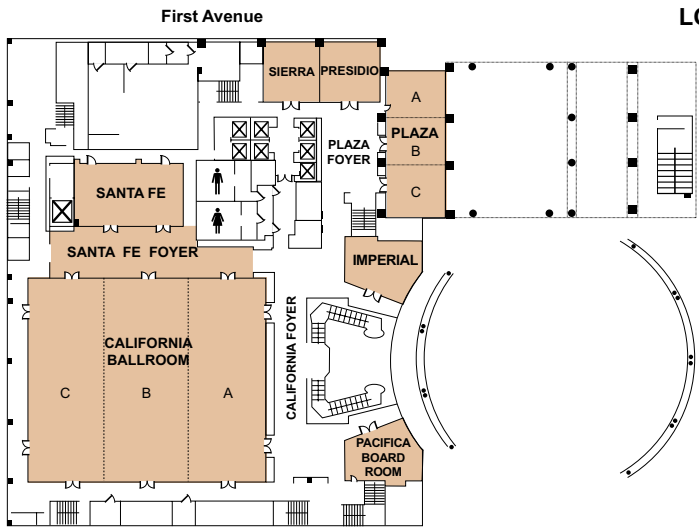 First Avenue
LO
SIERRA
PRESIDIO
A
PLAZA
B
C
PLAZA
FOYER
SANTA FE
SANTA FE FOYER
IMPERIAL
CALIFORNIA
BALLROOM
C
B
A
CALIFORNIA FOYER
PACIFICA
BOARD
ROOM